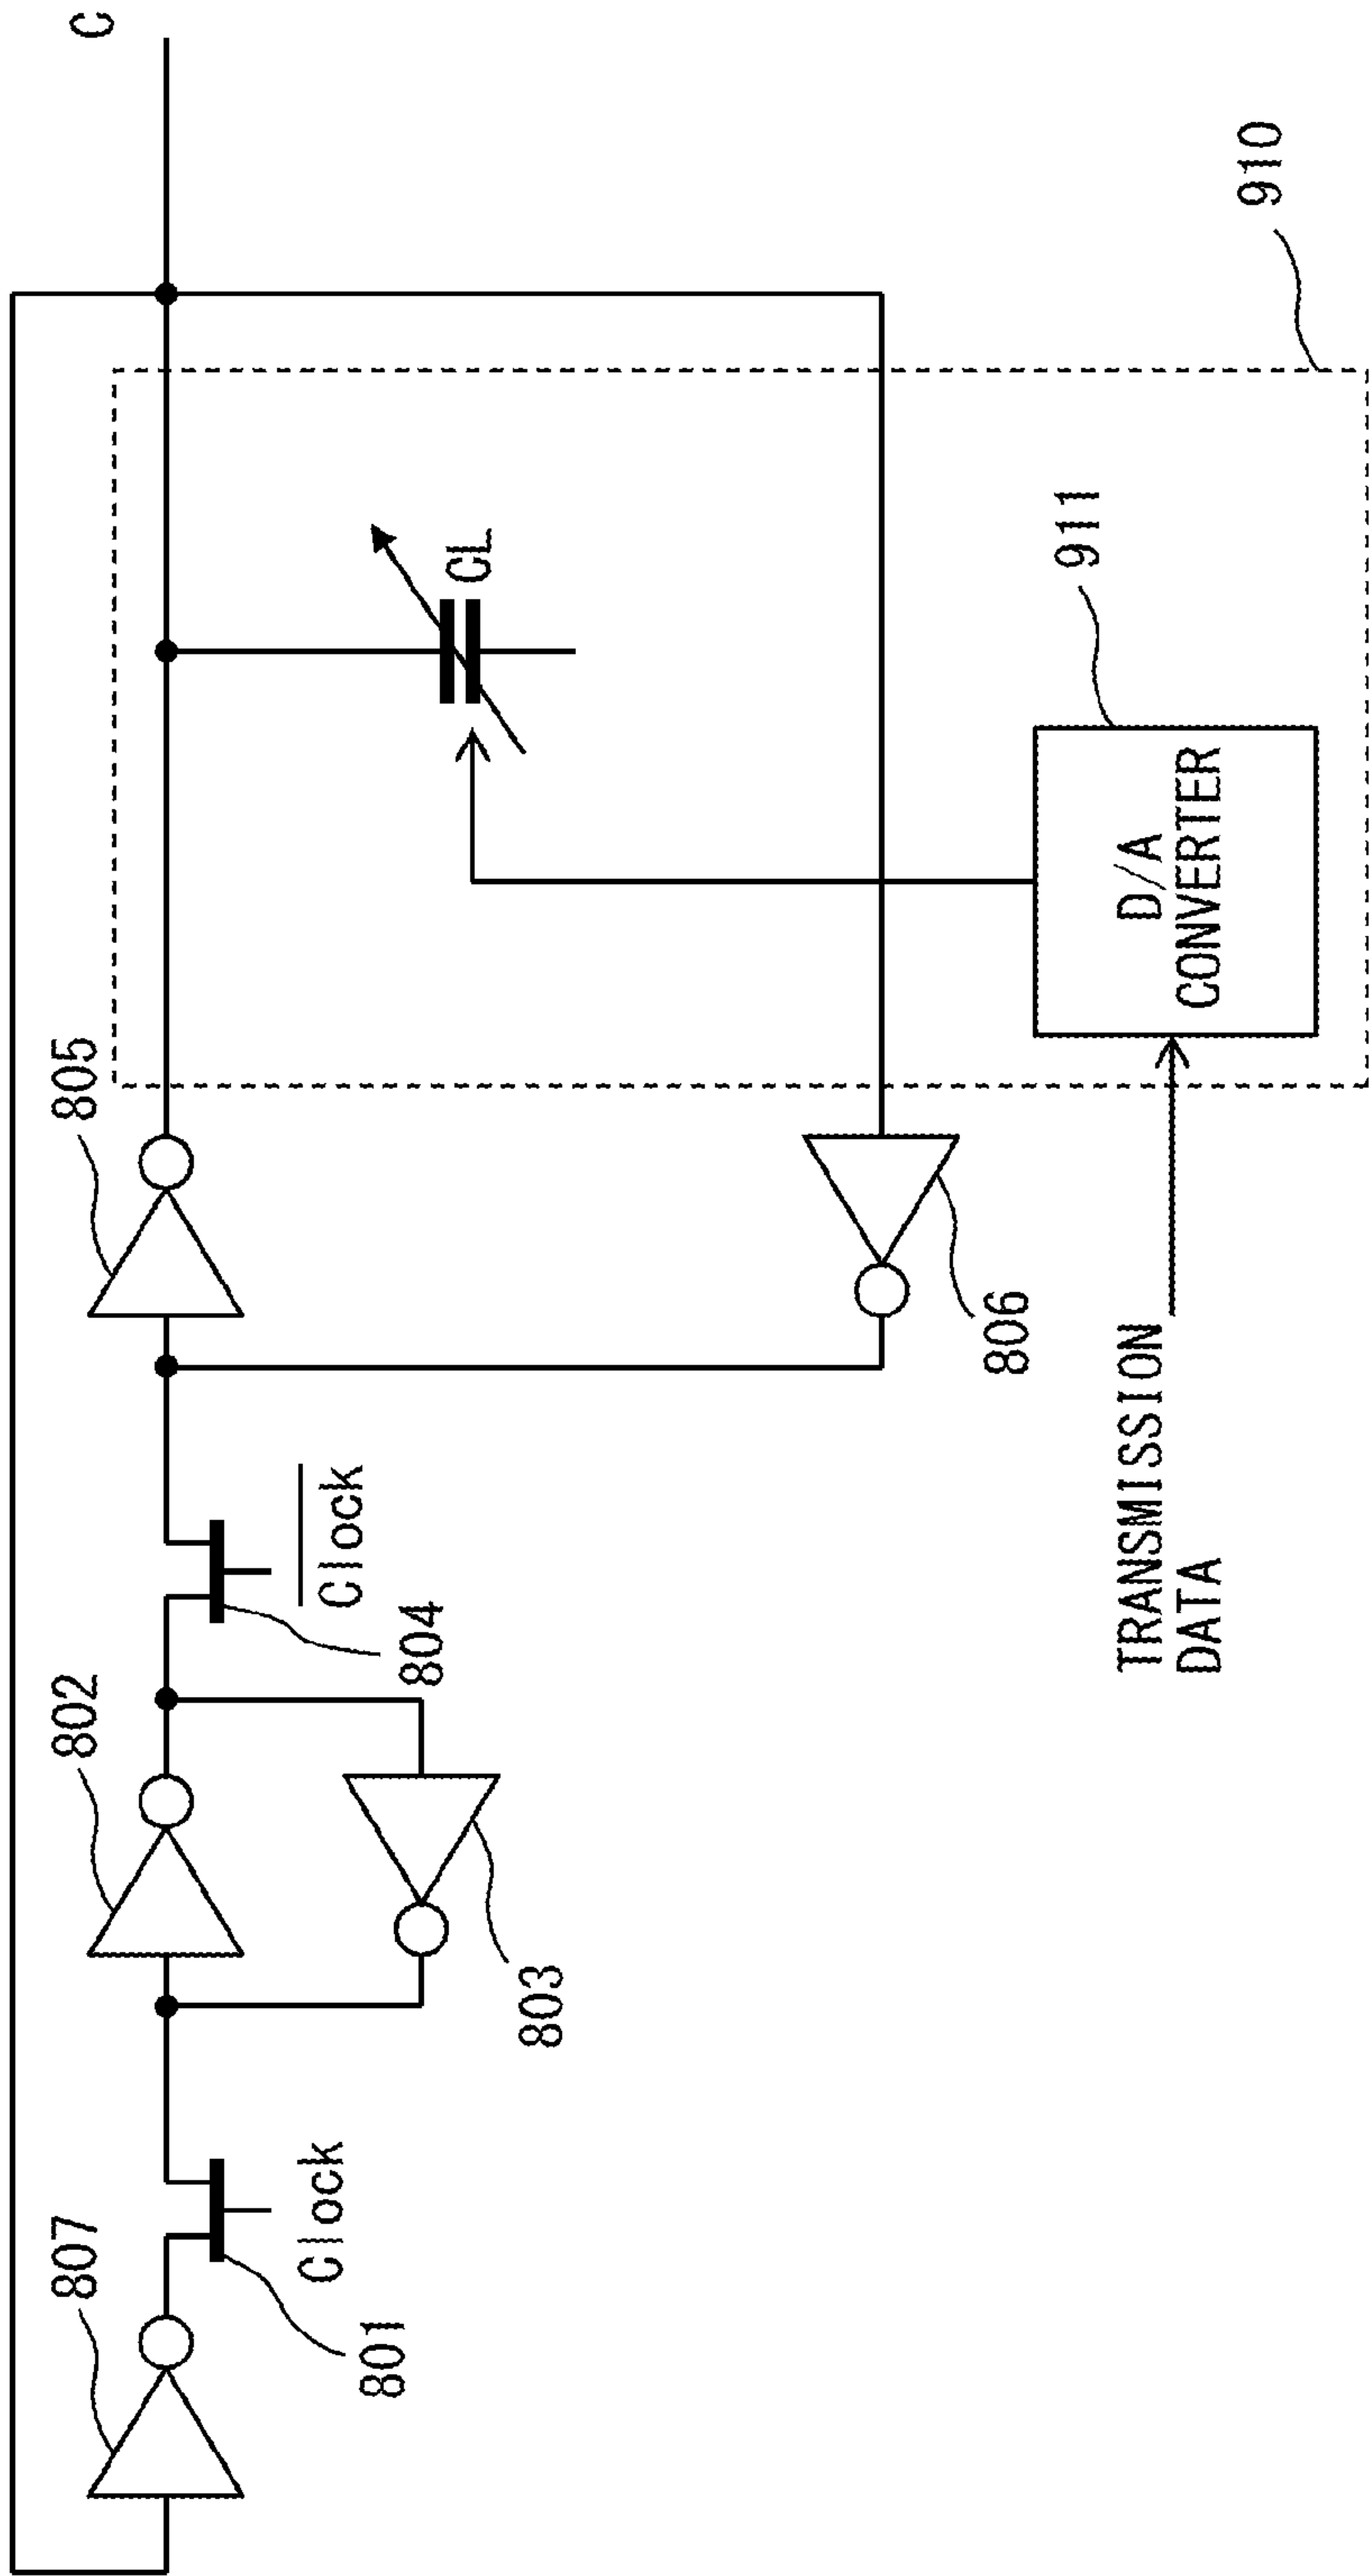 807
801
Clock
802
803
804
Clock
805
806
C
CL
D/A
CONVERTER
911
910
TRANSMISSION
DATA